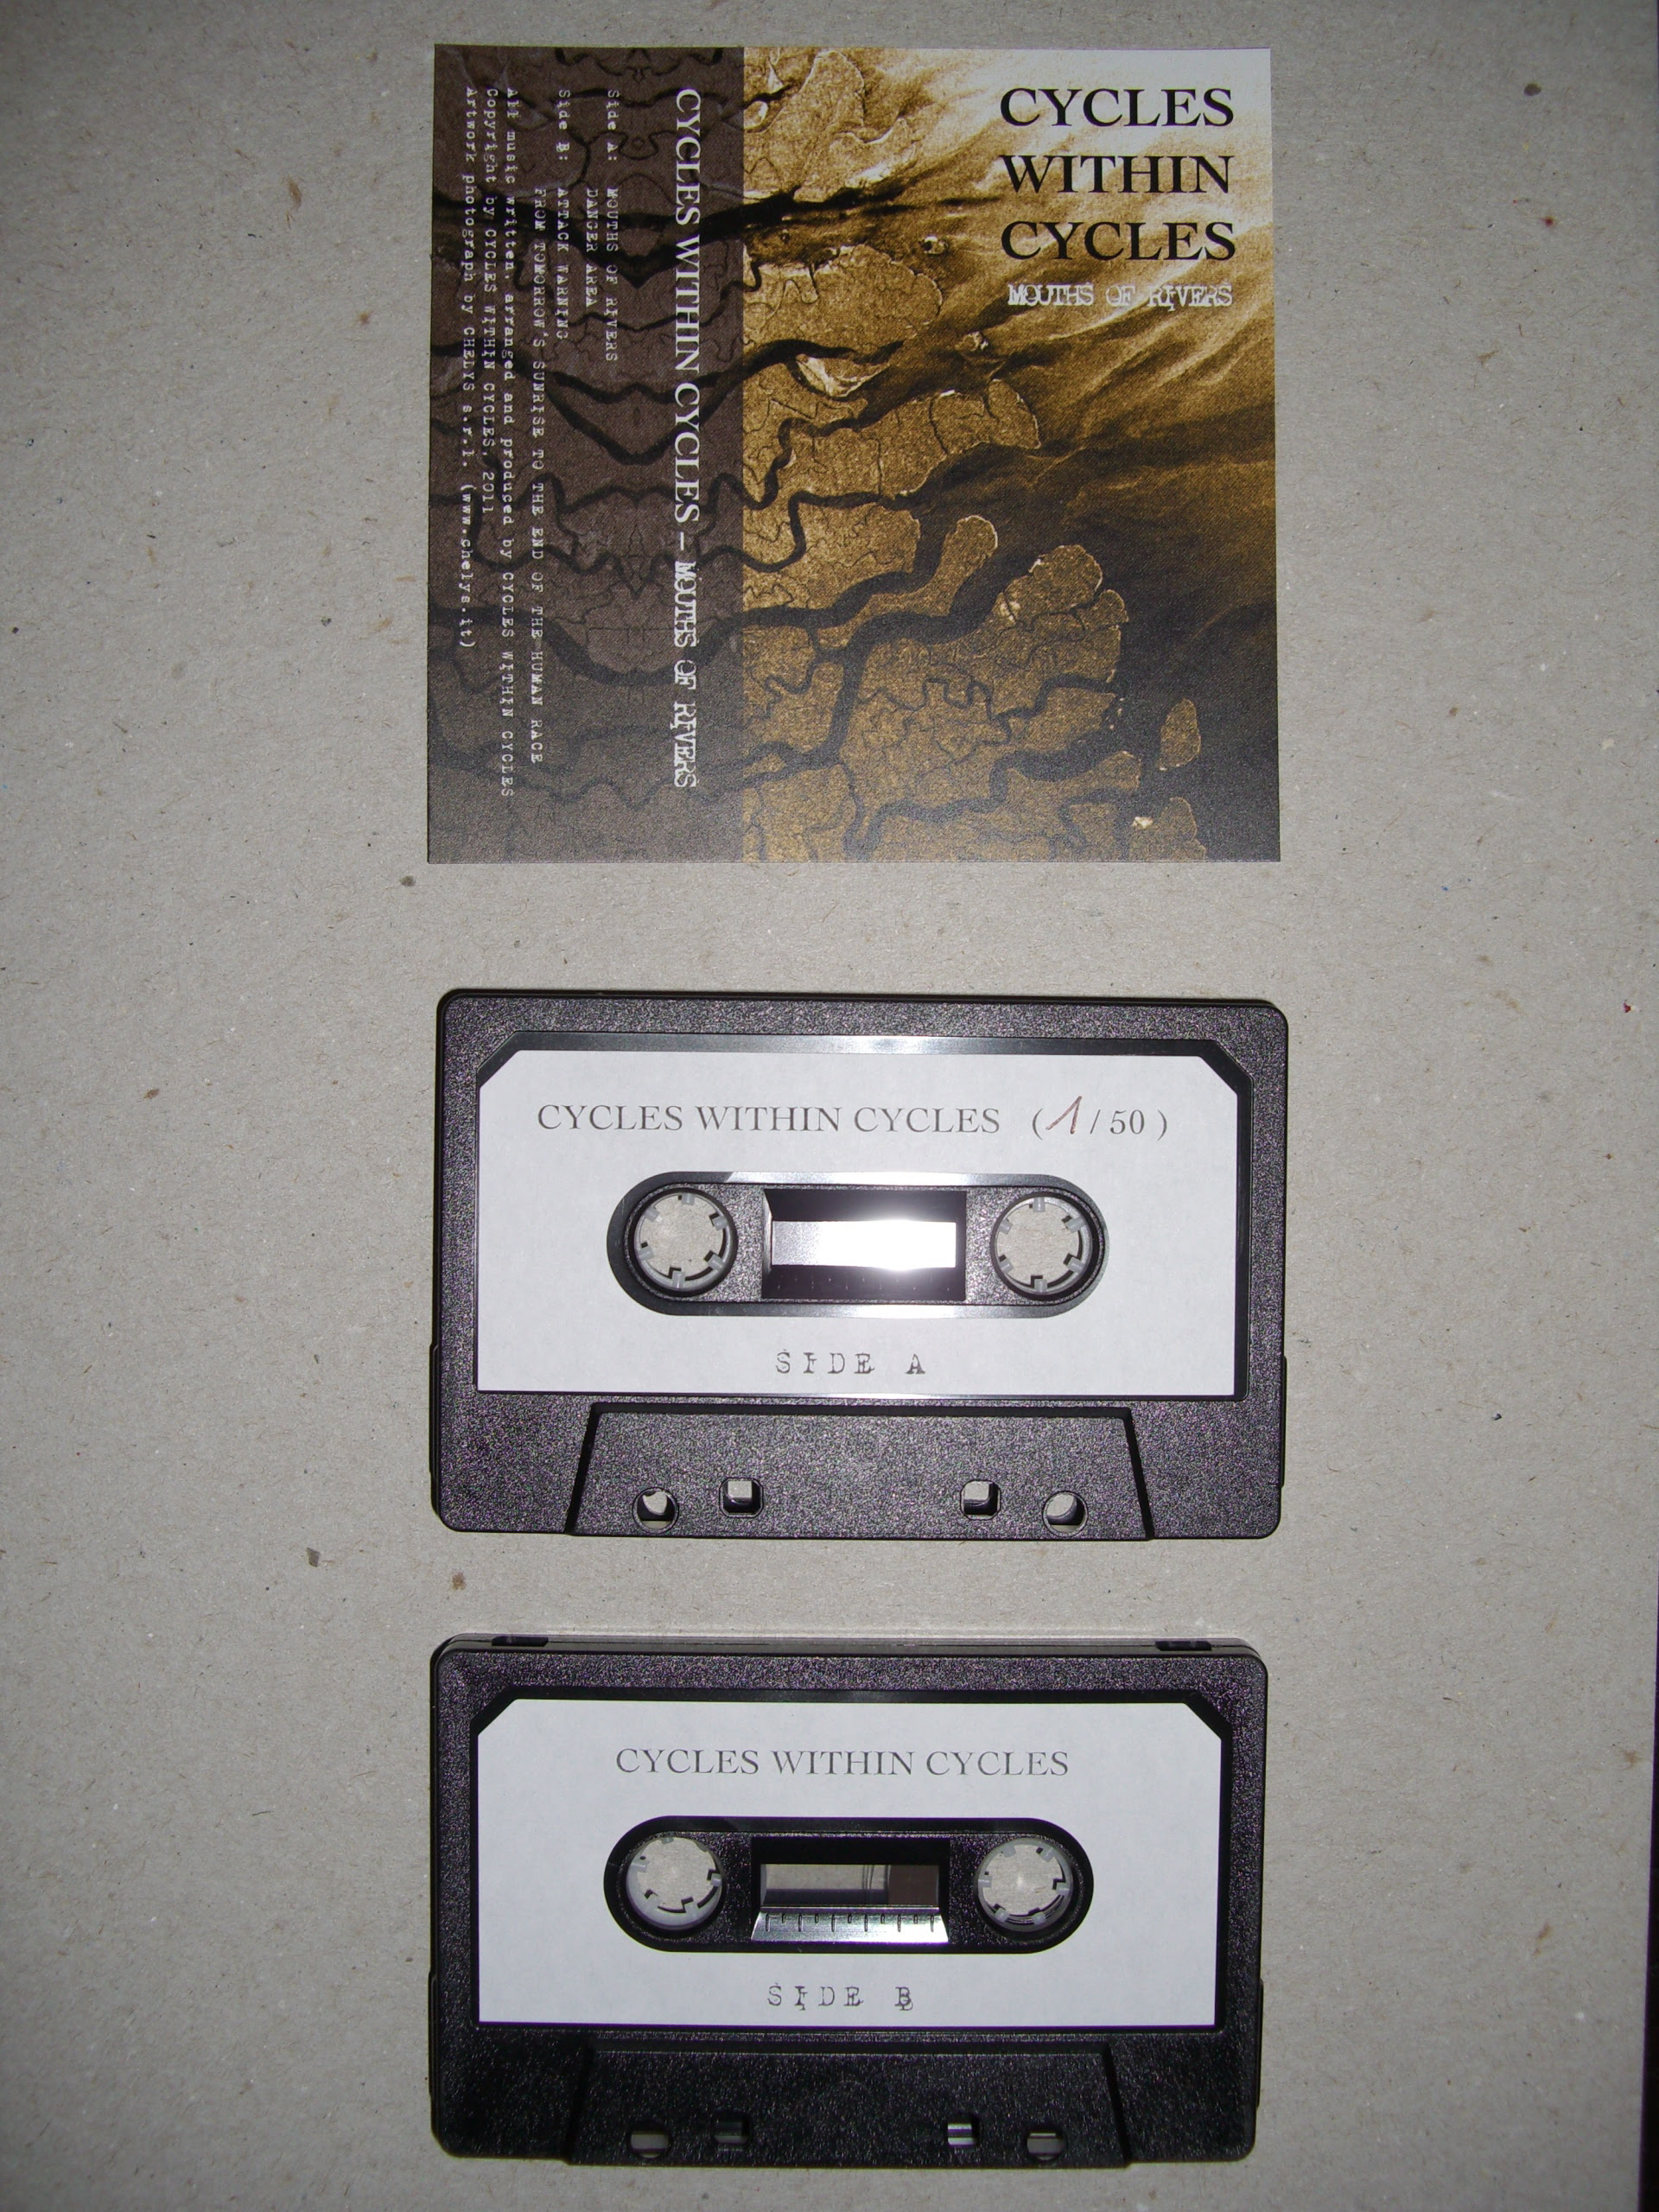 CYCLES
WITHIN
CYCLES
MOUTHS OF RIVERS
CYCLES WITHIN CYCLES – MOUTHS OF RIVERS
Side A: MOUTHS OF RIVERS
DANGER AREA
Side B: ATTACK WARNING
FROM TOMORROW'S SUNRISE TO THE END OF THE HUMAN RACE
All music written, arranged and produced by CYCLES WITHIN CYCLES
Copyright by CYCLES WITHIN CYCLES, 2011
Artwork photograph by CHELYS s.r.l. (www.chelys.it)
CYCLES WITHIN CYCLES (1/50)
SIDE A
CYCLES WITHIN CYCLES
SIDE B